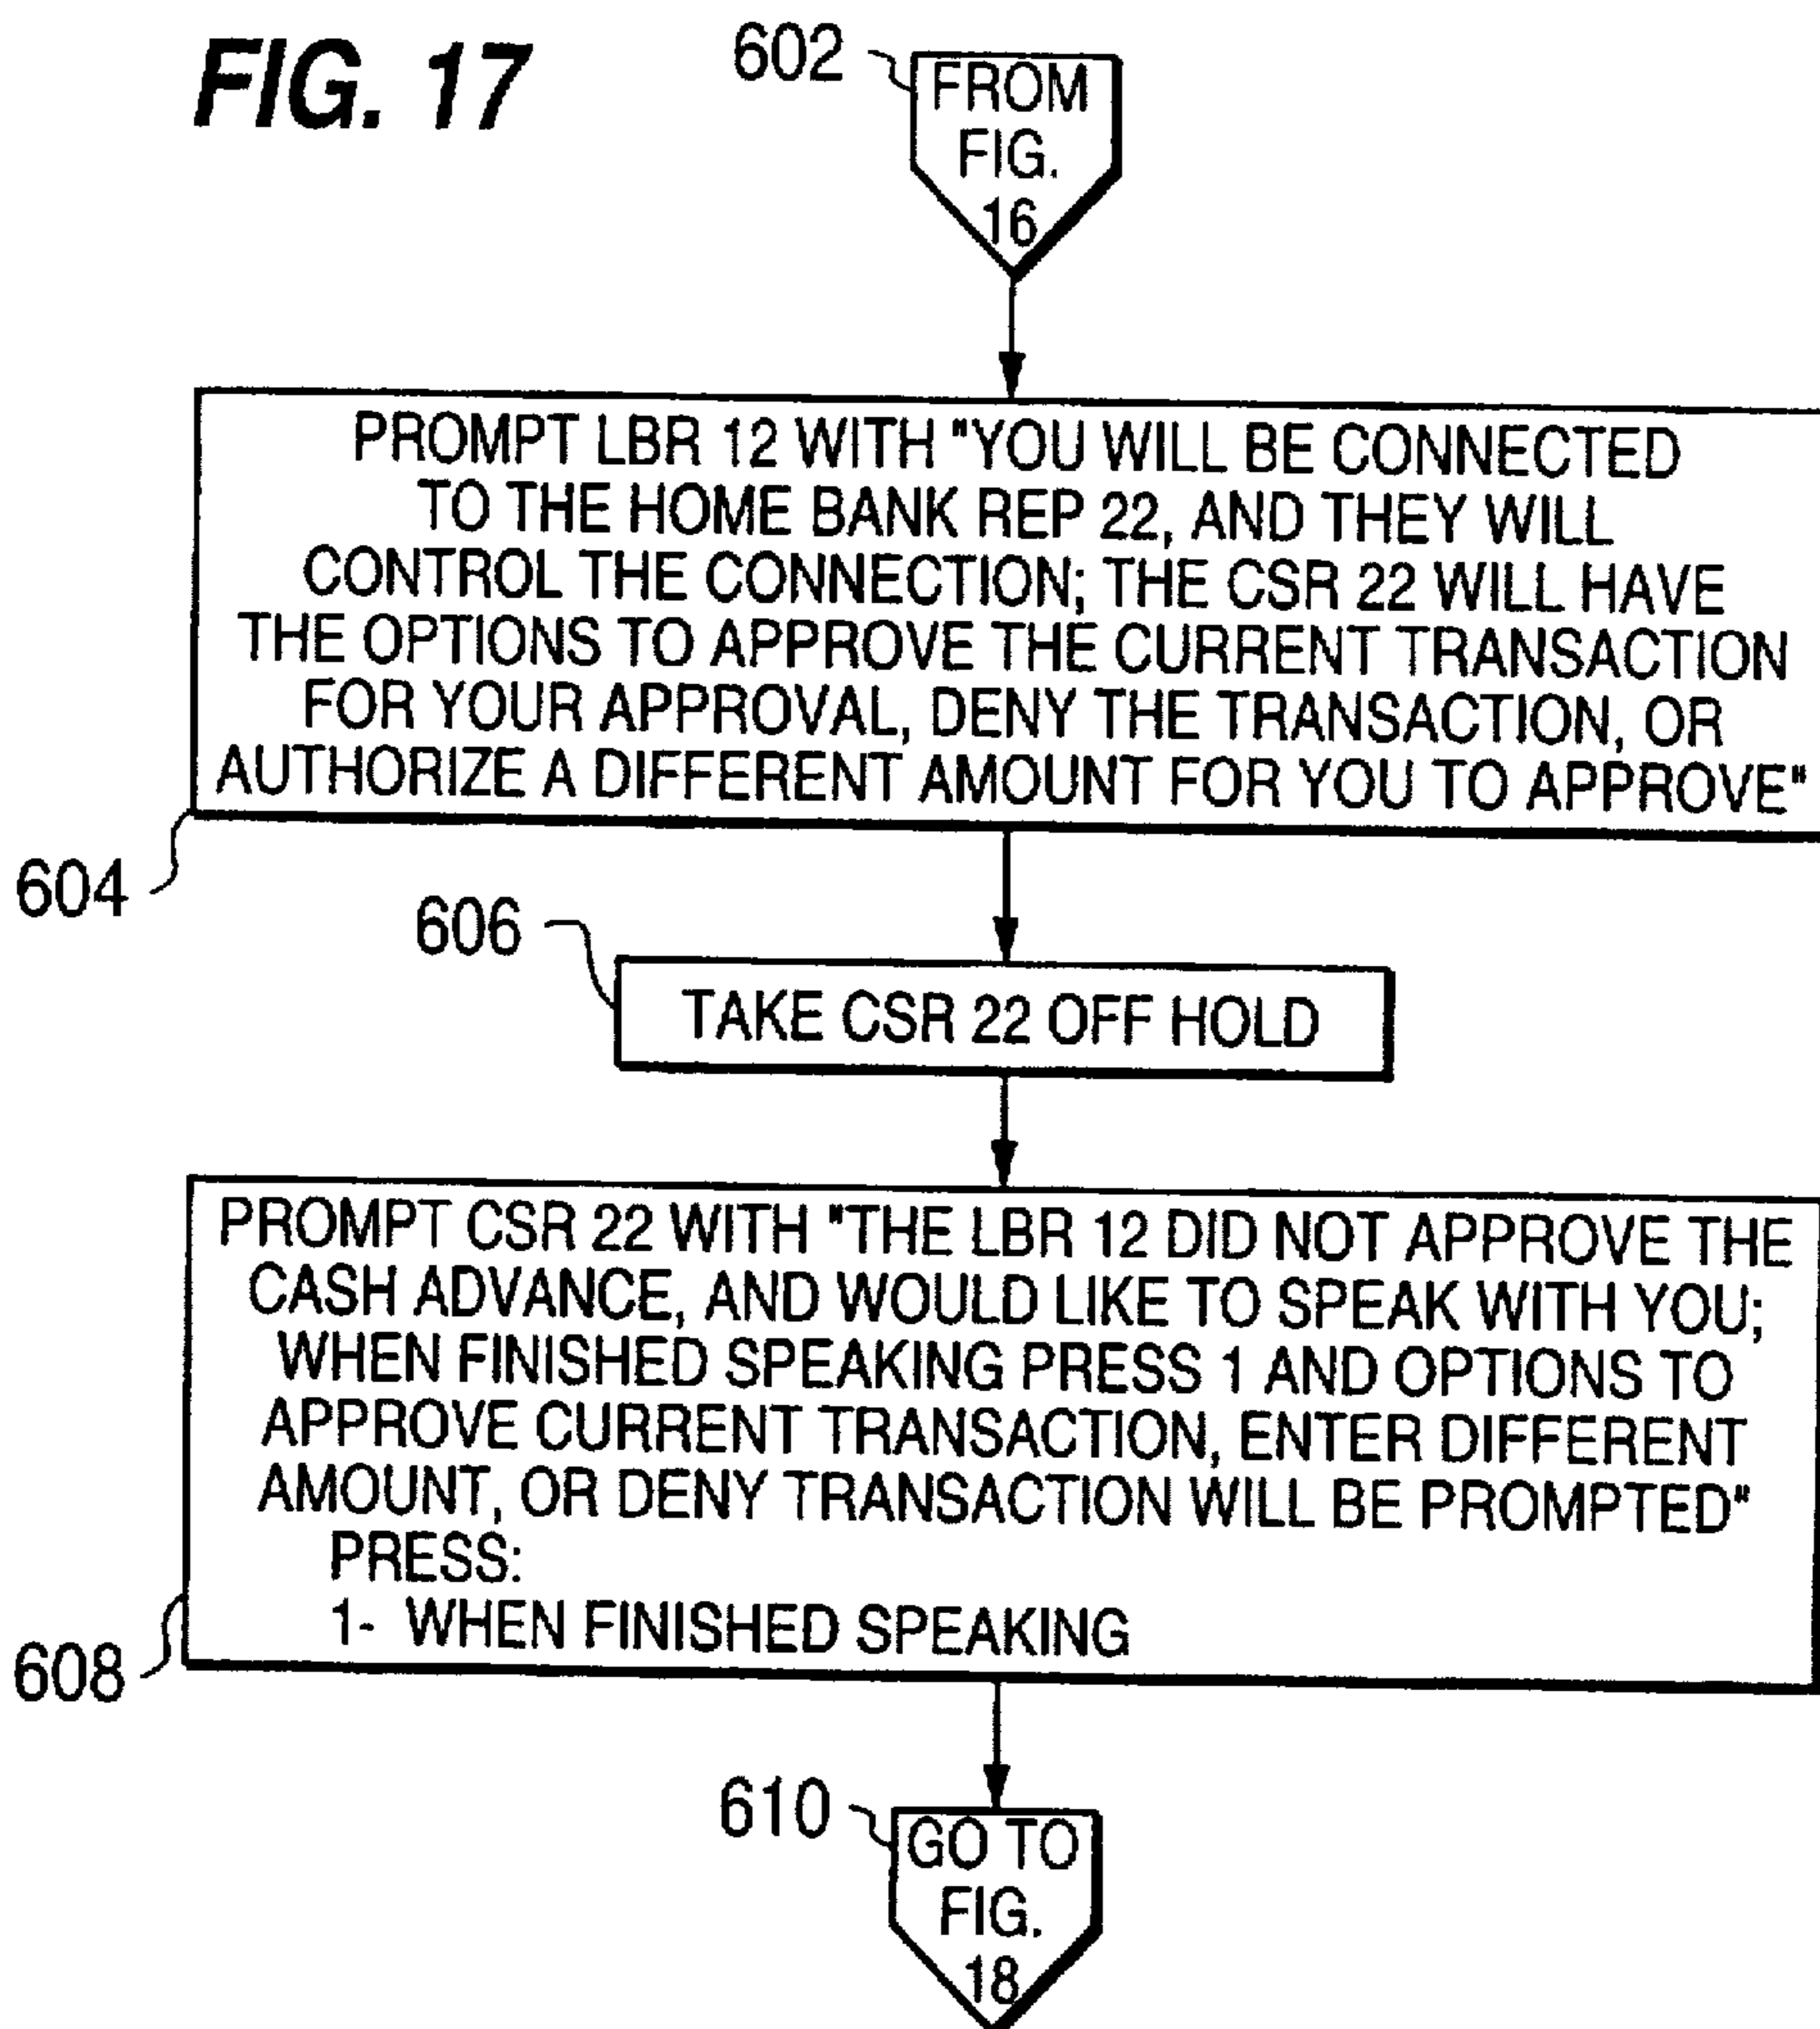 FIG. 17
602
FROM
FIG.
16
PROMPT LBR 12 WITH "YOU WILL BE CONNECTED
TO THE HOME BANK REP 22, AND THEY WILL
CONTROL THE CONNECTION; THE CSR 22 WILL HAVE
THE OPTIONS TO APPROVE THE CURRENT TRANSACTION
FOR YOUR APPROVAL, DENY THE TRANSACTION, OR
AUTHORIZE A DIFFERENT AMOUNT FOR YOU TO APPROVE"
604
606
TAKE CSR 22 OFF HOLD
PROMPT CSR 22 WITH "THE LBR 12 DID NOT APPROVE THE
CASH ADVANCE, AND WOULD LIKE TO SPEAK WITH YOU;
WHEN FINISHED SPEAKING PRESS 1 AND OPTIONS TO
APPROVE CURRENT TRANSACTION, ENTER DIFFERENT
AMOUNT, OR DENY TRANSACTION WILL BE PROMPTED"
PRESS:
1- WHEN FINISHED SPEAKING
608
610
GO TO
FIG.
18